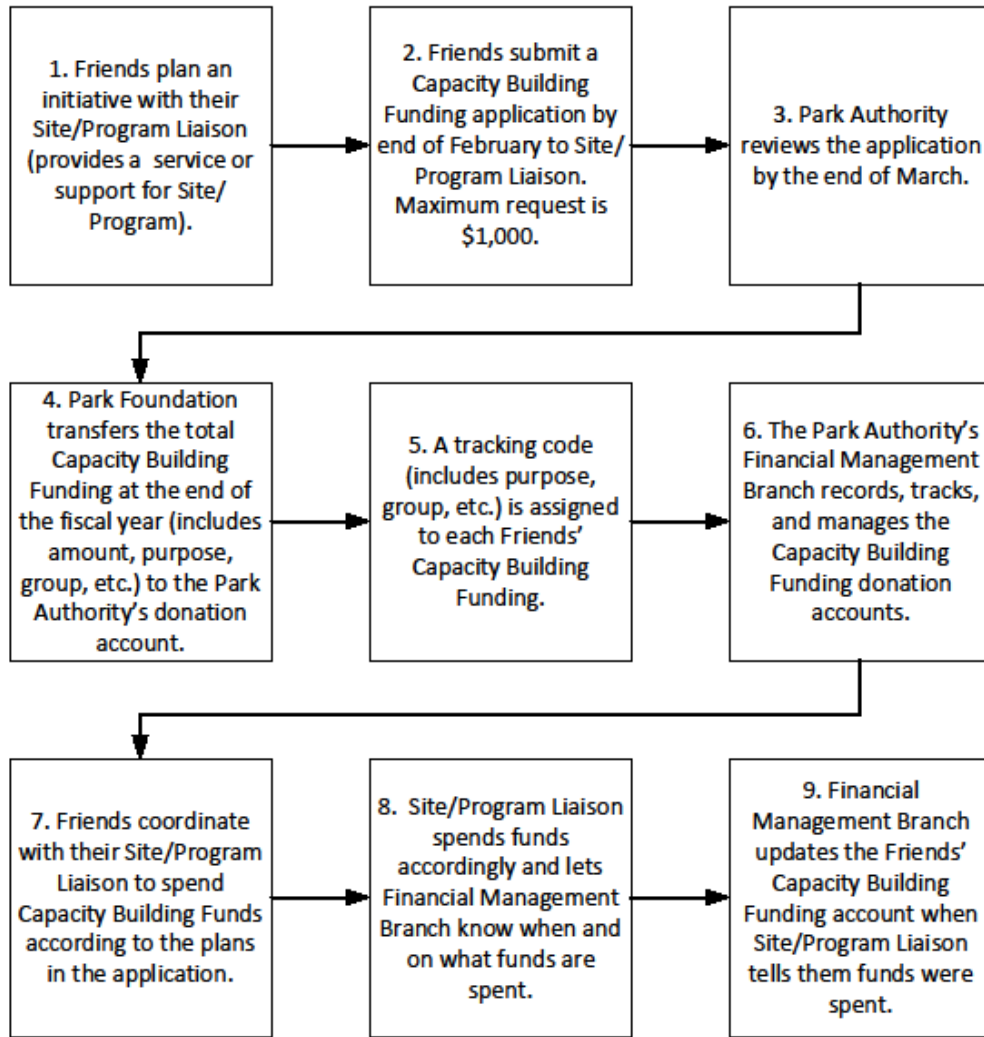 1. Friends plan an
initiative with their
Site/Program Liaison
(provides a service or
support for Site/
Program).
2. Friends submit a
Capacity Building
Funding application by
end of February to Site/
Program Liaison.
Maximum request is
$1,000.
3. Park Authority
reviews the application
by the end of March.
4. Park Foundation
transfers the total
Capacity Building
Funding at the end of
the fiscal year (includes
amount, purpose,
group, etc.) to the Park
Authority’s donation
account.
5. A tracking code
(includes purpose,
group, etc.) is assigned
to each Friends’
Capacity Building
Funding.
6. The Park Authority’s
Financial Management
Branch records, tracks,
and manages the
Capacity Building
Funding donation
accounts.
7. Friends coordinate
with their Site/Program
Liaison to spend
Capacity Building Funds
according to the plans
in the application.
8. Site/Program Liaison
spends funds
accordingly and lets
Financial Management
Branch know when and
on what funds are
spent.
9. Financial
Management Branch
updates the Friends’
Capacity Building
Funding account when
Site/Program Liaison
tells them funds were
spent.